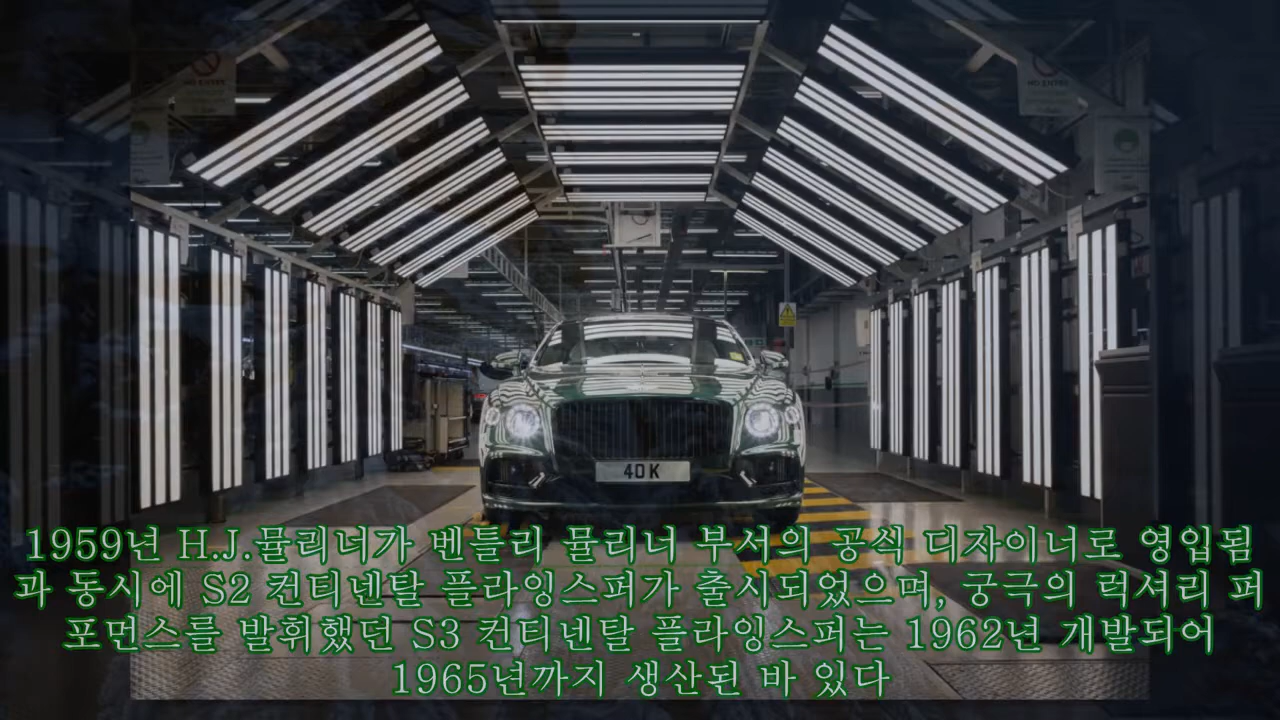 NO ENTRY
NO ENTRY
40 K
1959년 H.J.뮬리너가 벤틀리 뮬리너 부서의 공식 디자이너로 영입됨
과 동시에 S2 컨티넨탈 플라잉스퍼가 출시되었으며, 궁극의 럭셔리 퍼
포먼스를 발휘했던 S3 컨티넨탈 플라잉스퍼는 1962년 개발되어
1965년까지 생산된 바 있다